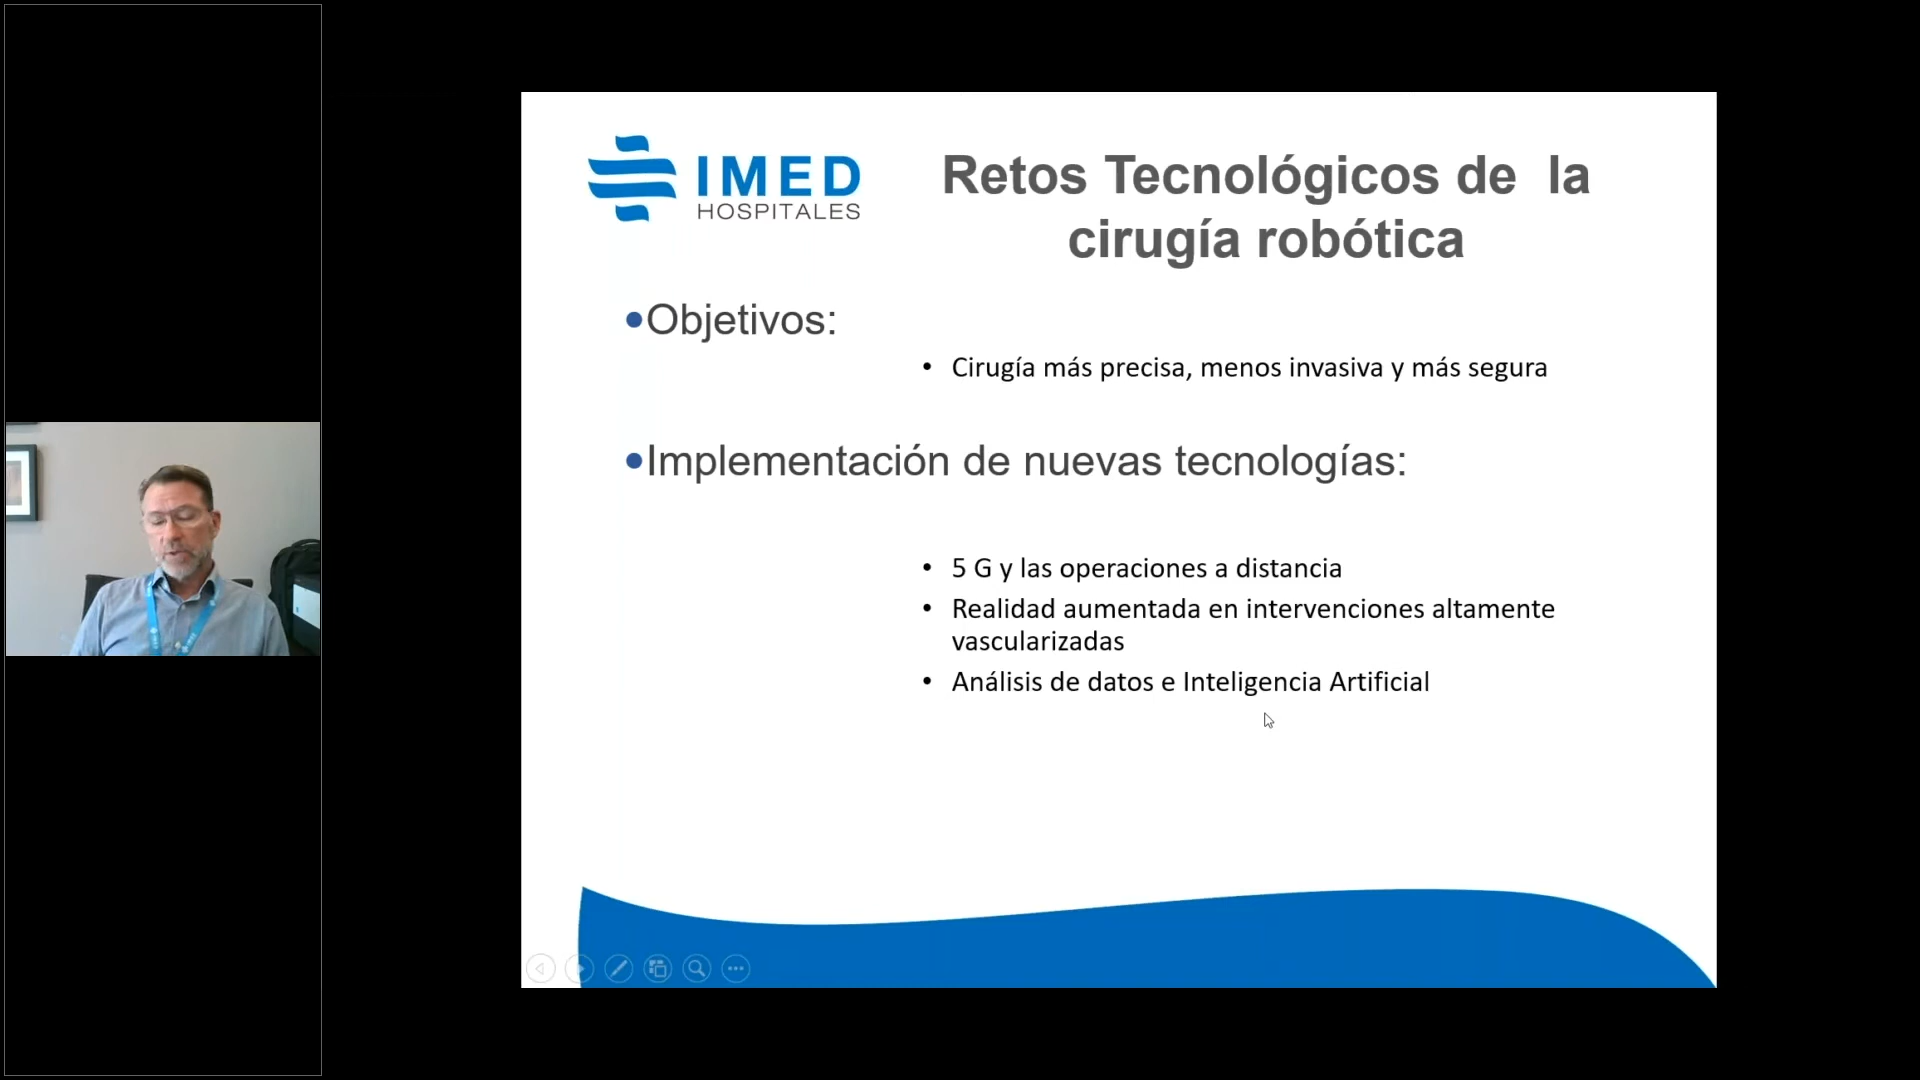 IMED
HOSPITALES
Retos Tecnológicos de la
cirugía robótica
•Objetivos:
• Cirugía más precisa, menos invasiva y más segura
•Implementación de nuevas tecnologías:
• 5 G y las operaciones a distancia
• Realidad aumentada en intervenciones altamente
vascularizadas
• Análisis de datos e Inteligencia Artificial